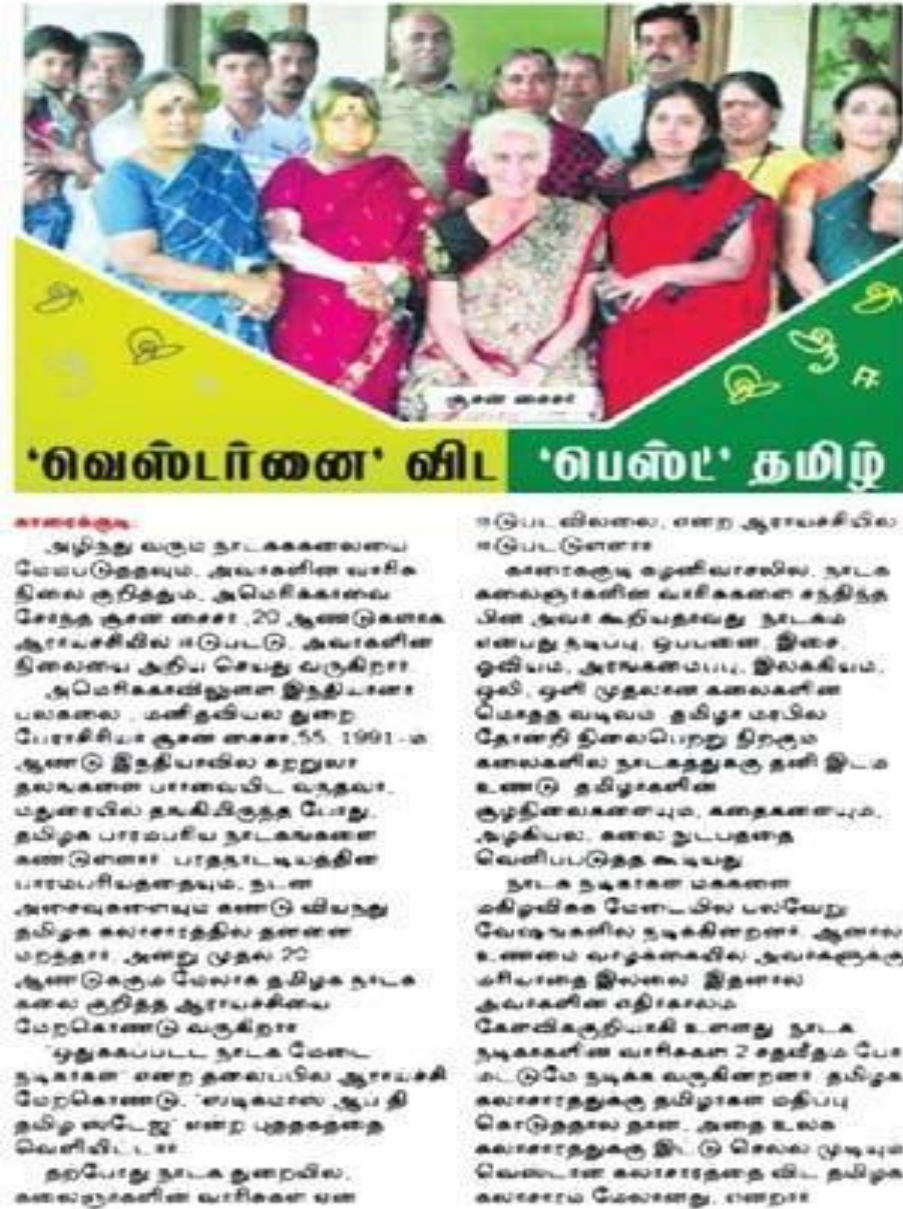 சூசன் சைசர்
'வெஸ்டர்னை' விட 'பெஸ்ட்' தமிழ்
காரைக்குடி:
அழிந்து வரும் நாடகக்கலையை
மேம்படுத்தவும், அவர்களின் வாரிசு
நிலை குறித்தும், அமெரிக்காவை
சேர்ந்த சூசன் சைசர், 20 ஆண்டுகளாக
ஆராய்ச்சியில் ஈடுபட்டு, அவர்களின்
நிலையை அறிய செய்து வருகிறார்.
அமெரிக்காவிலுள்ள இந்தியானா
பல்கலை, மனிதவியல் துறை
பேராசிரியர் சூசன் சைசர், 55. 1991-ம்
ஆண்டு இந்தியாவில் சுற்றுலா
தலங்களை பார்வையிட வந்தவர்,
மதுரையில் தங்கியிருந்த போது,
தமிழக பாரம்பரிய நாடகங்களை
கண்டுள்ளார். பரதநாட்டியத்தின்
பாரம்பரியத்தையும், நடன
அசைவுகளையும் கண்டு வியந்து
தமிழக கலாசாரத்தில் தன்னை
மறந்தார். அன்று முதல் 20
ஆண்டுக்கும் மேலாக தமிழக நாடக
கலை குறித்த ஆராய்ச்சியை
மேற்கொண்டு வருகிறார்.
"ஒதுக்கப்பட்ட நாடக மேடை
நடிகர்கள்" என்ற தலைப்பில் ஆராய்ச்சி
மேற்கொண்டு, "ஸ்டிக்மாஸ் ஆப் தி
தமிழ் ஸ்டேஜ்" என்ற புத்தகத்தை
வெளியிட்டார்.
தற்போது நாடக துறையில்,
கலைஞர்களின் வாரிசுகள் ஏன்
ஈடுபடவில்லை, என்ற ஆராய்ச்சியில்
ஈடுபட்டுள்ளார்.
காரைக்குடி கழனிவாசலில், நாடக
கலைஞர்களின் வாரிசுகளை சந்தித்த
பின் அவர் கூறியதாவது: நாடகம்
என்பது நடிப்பு, ஒப்பனை, இசை,
ஓவியம், அரங்கமைப்பு, இலக்கியம்,
ஒலி, ஒளி முதலான கலைகளின்
மொத்த வடிவம். தமிழர் மரபில்
தோன்றி நிலைபெற்று நிற்கும்
கலைகளில் நாடகத்துக்கு தனி இடம்
உண்டு. தமிழர்களின்
சூழ்நிலைகளையும், கதைகளையும்,
அழகியல், கலை நுட்பத்தை
வெளிப்படுத்த கூடியது.
நாடக நடிகர்கள் மக்களை
மகிழ்விக்க மேடையில் பல்வேறு
வேஷங்களில் நடிக்கின்றனர். ஆனால்
உண்மை வாழ்க்கையில் அவர்களுக்கு
மரியாதை இல்லை. இதனால்
அவர்களின் எதிர்காலம்
கேள்விக்குறியாகி உள்ளது. நாடக
நடிகர்களின் வாரிசுகள் 2 சதவீதம் பேர்
மட்டுமே நடிக்க வருகின்றனர். தமிழக
கலாசாரத்துக்கு தமிழர்கள் மதிப்பு
கொடுத்தால் தான், அதை உலக
கலாசாரத்துக்கு இட்டு செல்ல முடியும்.
வெஸ்டர்ன் கலாசாரத்தை விட தமிழக
கலாசாரம் மேலானது, என்றார்.